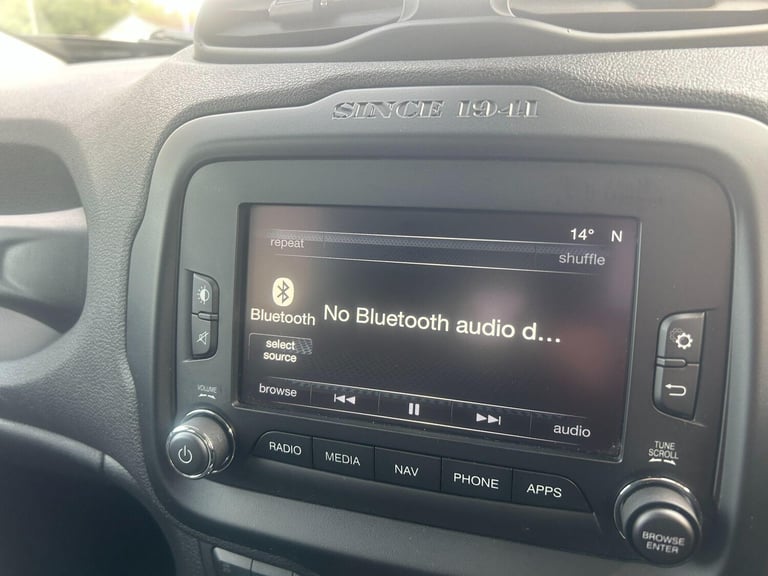 SINCE 1941
14° N
repeat
shuffle
Bluetooth
No Bluetooth audio d...
select
source
browse
audio
VOLUME
RADIO
MEDIA
NAV
PHONE
APPS
TUNE
SCROLL
BROWSE
ENTER